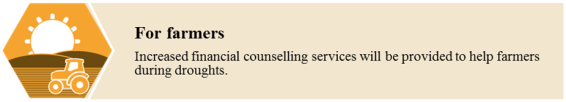 For farmers
Increased financial counselling services will be provided to help farmers
during droughts.